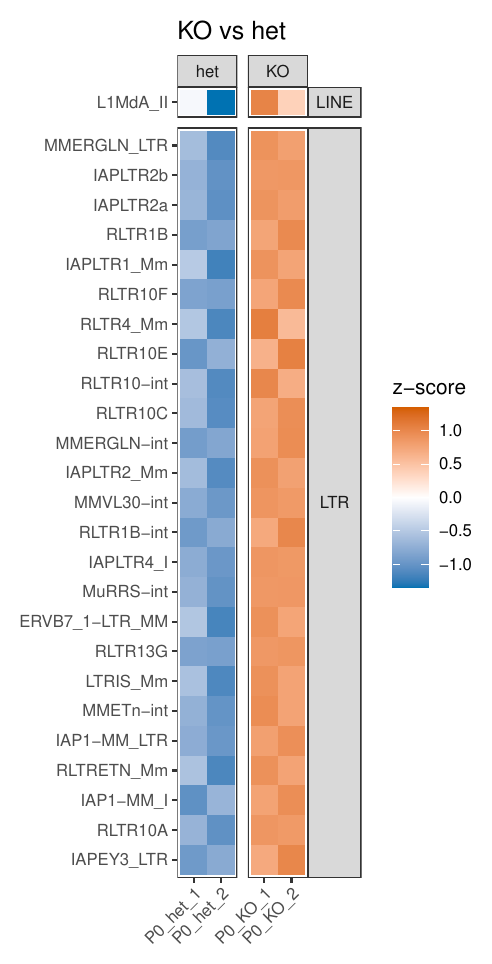 KO vs het
het KO
L1MdA_II LINE
MMERGLN_LTR
IAPLTR2b
IAPLTR2a
RLTR1B
IAPLTR1_Mm
RLTR10F
RLTR4_Mm
RLTR10E
RLTR10−int
RLTR10C
MMERGLN−int
IAPLTR2_Mm
MMVL30−int
RLTR1B−int
IAPLTR4_I
MuRRS−int
ERVB7_1−LTR_MM
RLTR13G
LTRIS_Mm
MMETn−int
IAP1−MM_LTR
RLTRETN_Mm
IAP1−MM_I
RLTR10A
IAPEY3_LTR
LTR
P0_het_1
P0_het_2
P0_KO_1
P0_KO_2
z−score
1.0
0.5
0.0
−0.5
−1.0